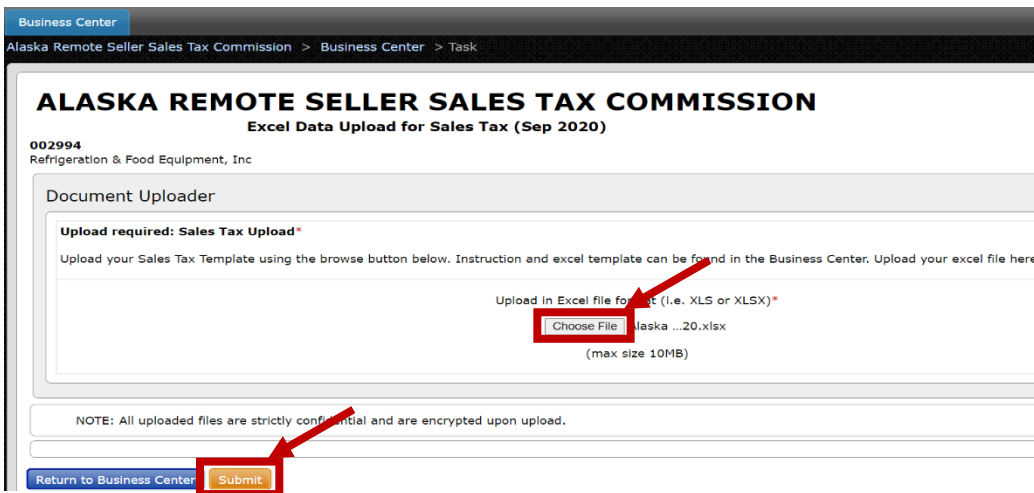 Business Center
Alaska Remote Seller Sales Tax Commission > Business Center > Task
ALASKA REMOTE SELLER SALES TAX COMMISSION
Excel Data Upload for Sales Tax (Sep 2020)
002994
Refrigeration & Food Equipment, Inc
Document Uploader
Upload required: Sales Tax Upload*
Upload your Sales Tax Template using the browse button below. Instruction and excel template can be found in the Business Center. Upload your excel file here
Upload in Excel file format (i.e. XLS or XLSX)*
Choose File Alaska ...20.xlsx
(max size 10MB)
NOTE: All uploaded files are strictly confidential and are encrypted upon upload.
Return to Business Center Submit